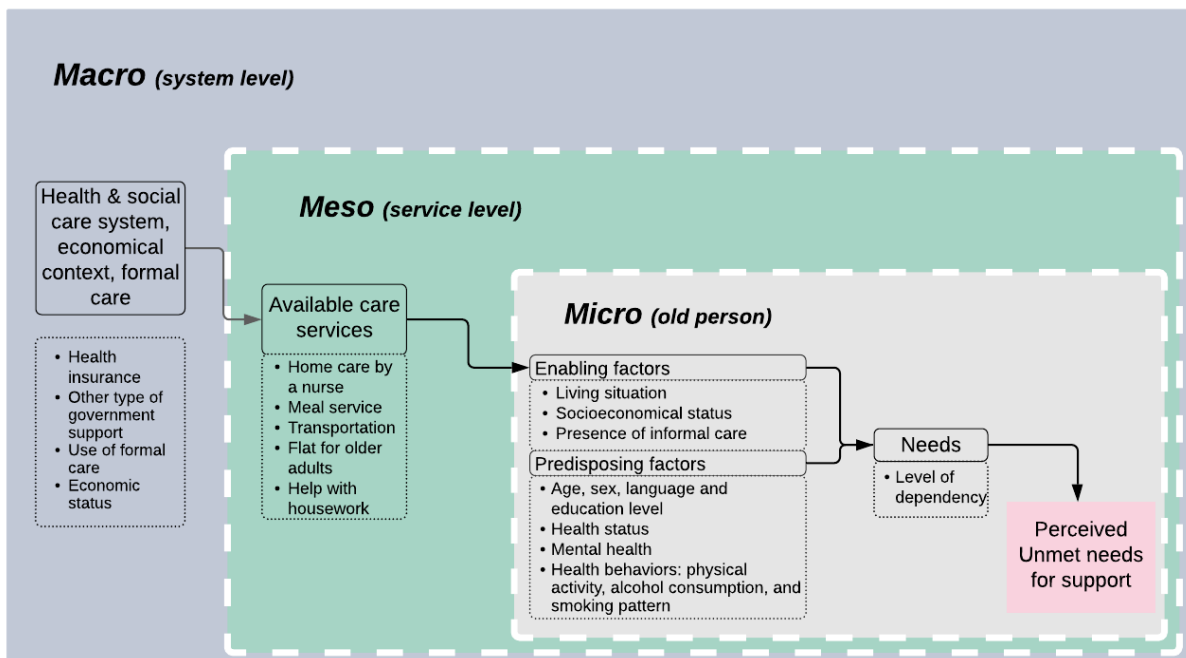 Macro (system level)
Health & social
care system,
economical
context, formal
care
• Health
insurance
• Other type of
government
support
• Use of formal
care
• Economic
status
Meso (service level)
Available care
services
• Home care by
a nurse
• Meal service
• Transportation
• Flat for older
adults
• Help with
housework
Micro (old person)
Enabling factors
• Living situation
• Socioeconomical status
• Presence of informal care
Predisposing factors
• Age, sex, language and
education level
• Health status
• Mental health
• Health behaviors: physical
activity, alcohol consumption, and
smoking pattern
Needs
• Level of
dependency
Perceived
Unmet needs
for support